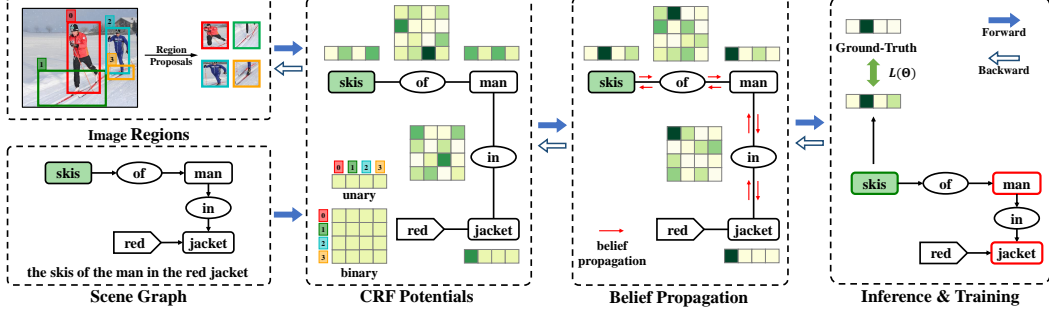 0
2
1
3
Region
Proposals
Image Regions
skis
of
man
in
red
jacket
the skis of the man in the red jacket
Scene Graph
skis
of
man
in
red
jacket
0 1 2 3
unary
0
1
2
3
binary
CRF Potentials
skis
of
man
in
red
jacket
belief
propagation
Belief Propagation
Ground-Truth
L(Θ)
Forward
Backward
skis
of
man
in
red
jacket
Inference & Training